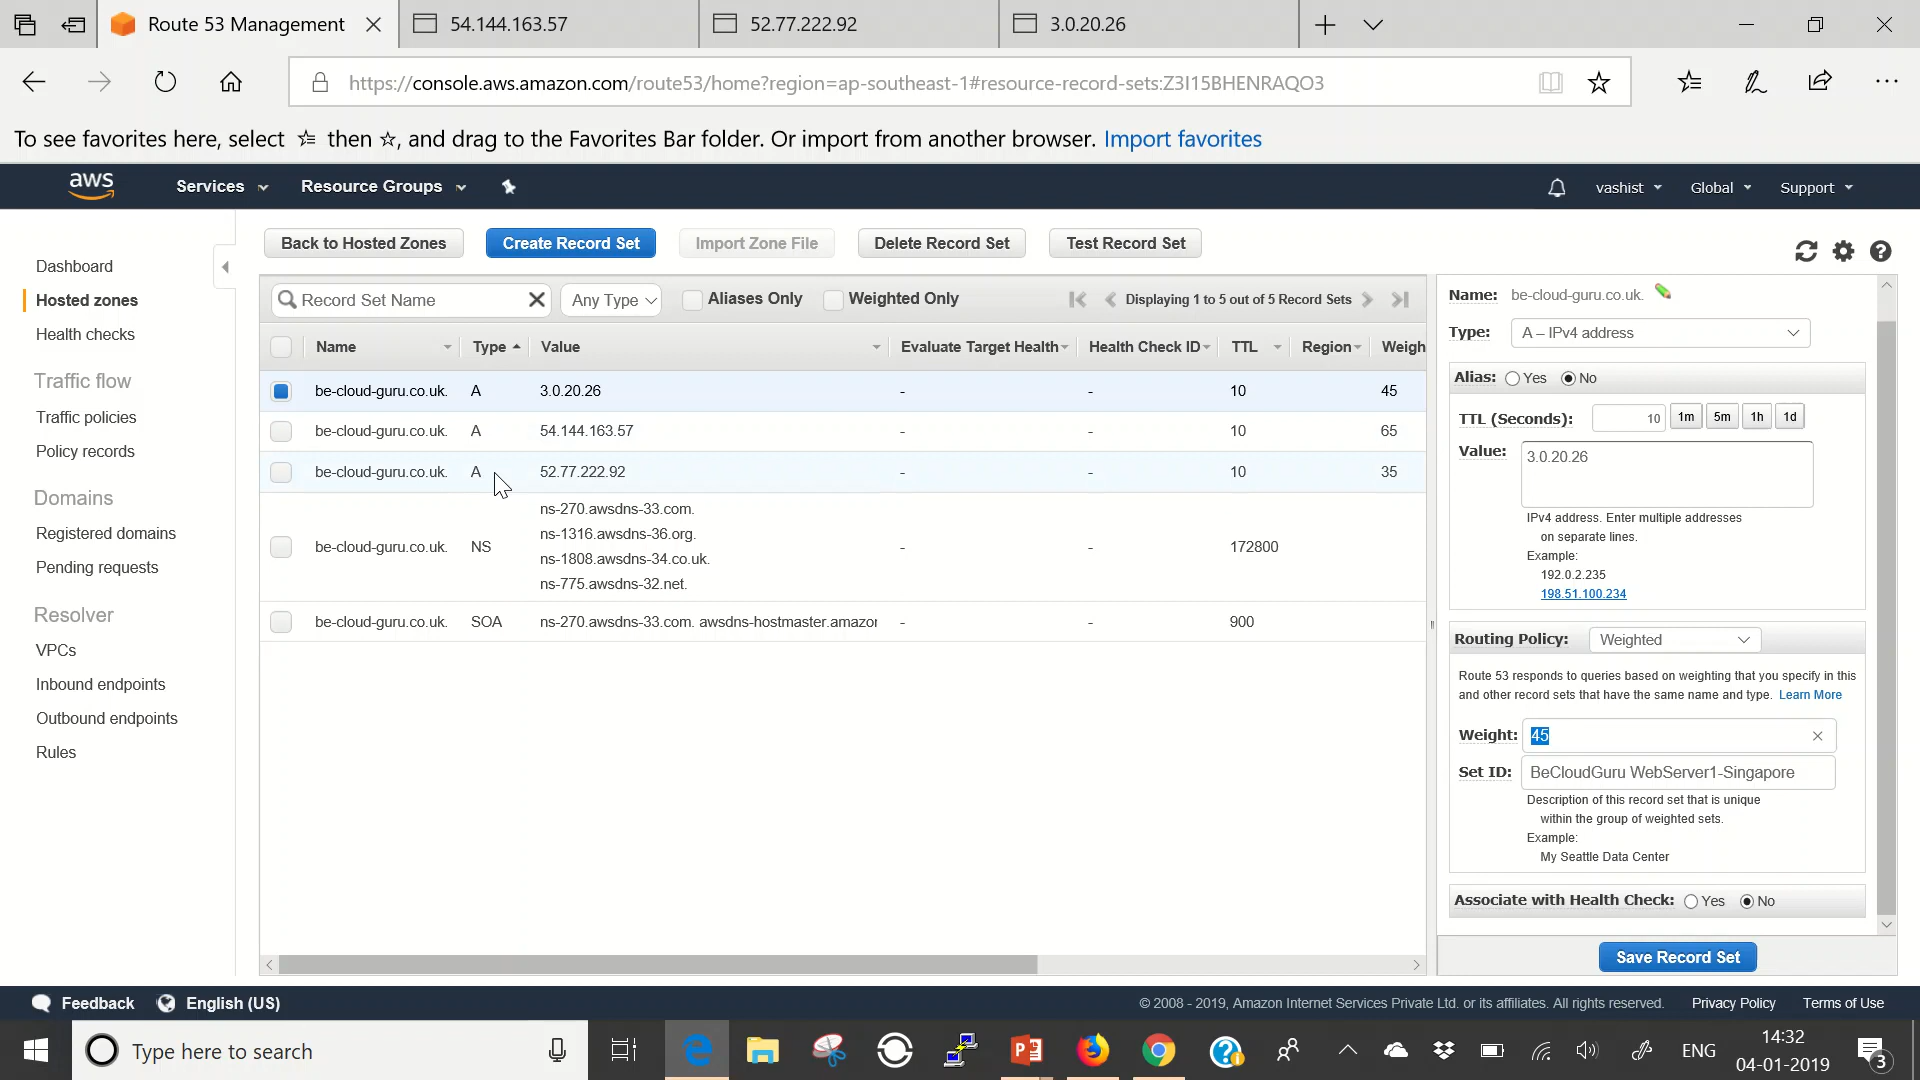 Route 53 Management
54.144.163.57
52.77.222.92
3.0.20.26
https://console.aws.amazon.com/route53/home?region=ap-southeast-1#resource-record-sets:Z3I15BHENRAQO3
To see favorites here, select then , and drag to the Favorites Bar folder. Or import from another browser. Import favorites
aws Services Resource Groups vashist Global Support
Back to Hosted Zones Create Record Set Import Zone File Delete Record Set Test Record Set
Dashboard
Hosted zones
Health checks
Traffic flow
Traffic policies
Policy records
Domains
Registered domains
Pending requests
Resolver
VPCs
Inbound endpoints
Outbound endpoints
Rules
Record Set Name Any Type Aliases Only Weighted Only Displaying 1 to 5 out of 5 Record Sets
Name Type Value Evaluate Target Health Health Check ID TTL Region Weigh
be-cloud-guru.co.uk. A 3.0.20.26 - - 10 45
be-cloud-guru.co.uk. A 54.144.163.57 - - 10 65
be-cloud-guru.co.uk. A 52.77.222.92 - - 10 35
ns-270.awsdns-33.com.
ns-1316.awsdns-36.org.
be-cloud-guru.co.uk. NS - - 172800
ns-1808.awsdns-34.co.uk.
ns-775.awsdns-32.net.
be-cloud-guru.co.uk. SOA ns-270.awsdns-33.com. awsdns-hostmaster.amazor - - 900
Name: be-cloud-guru.co.uk.
Type: A – IPv4 address
Alias: Yes No
TTL (Seconds): 10 1m 5m 1h 1d
Value: 3.0.20.26
IPv4 address. Enter multiple addresses
on separate lines.
Example:
192.0.2.235
198.51.100.234
Routing Policy: Weighted
Route 53 responds to queries based on weighting that you specify in this
and other record sets that have the same name and type. Learn More
Weight: 45
Set ID: BeCloudGuru WebServer1-Singapore
Description of this record set that is unique
within the group of weighted sets.
Example:
My Seattle Data Center
Associate with Health Check: Yes No
Save Record Set
Feedback English (US) © 2008 - 2019, Amazon Internet Services Private Ltd. or its affiliates. All rights reserved. Privacy Policy Terms of Use
Type here to search
ENG
14:32
04-01-2019
3